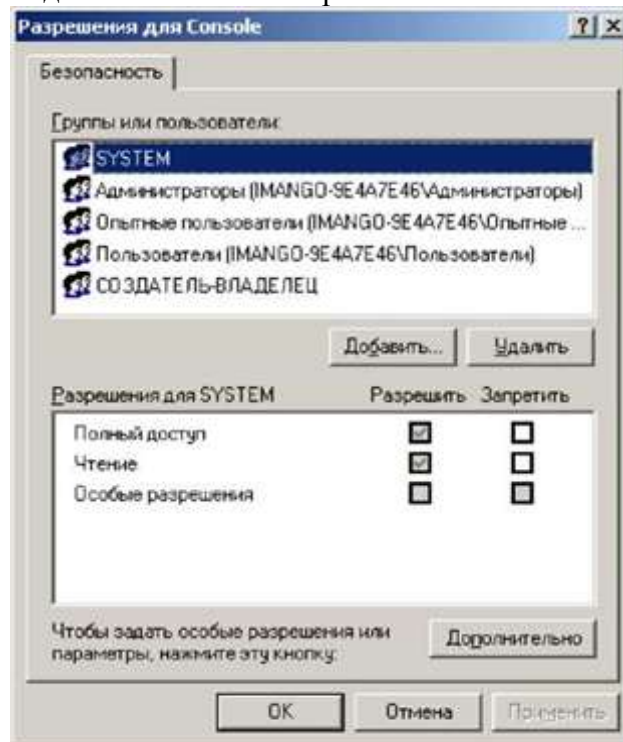 Разрешения для Console
Безопасность
Группы или пользователи:
SYSTEM
Администраторы (IMANGO-9E4A7E46\Администраторы)
Опытные пользователи (IMANGO-9E4A7E46\Опытные ...
Пользователи (IMANGO-9E4A7E46\Пользователи)
СОЗДАТЕЛЬ-ВЛАДЕЛЕЦ
Добавить... Удалить
Разрешения для SYSTEM Разрешить Запретить
Полный доступ
Чтение
Особые разрешения
Чтобы задать особые разрешения или
параметры, нажмите эту кнопку:
Дополнительно
OK Отмена Применить